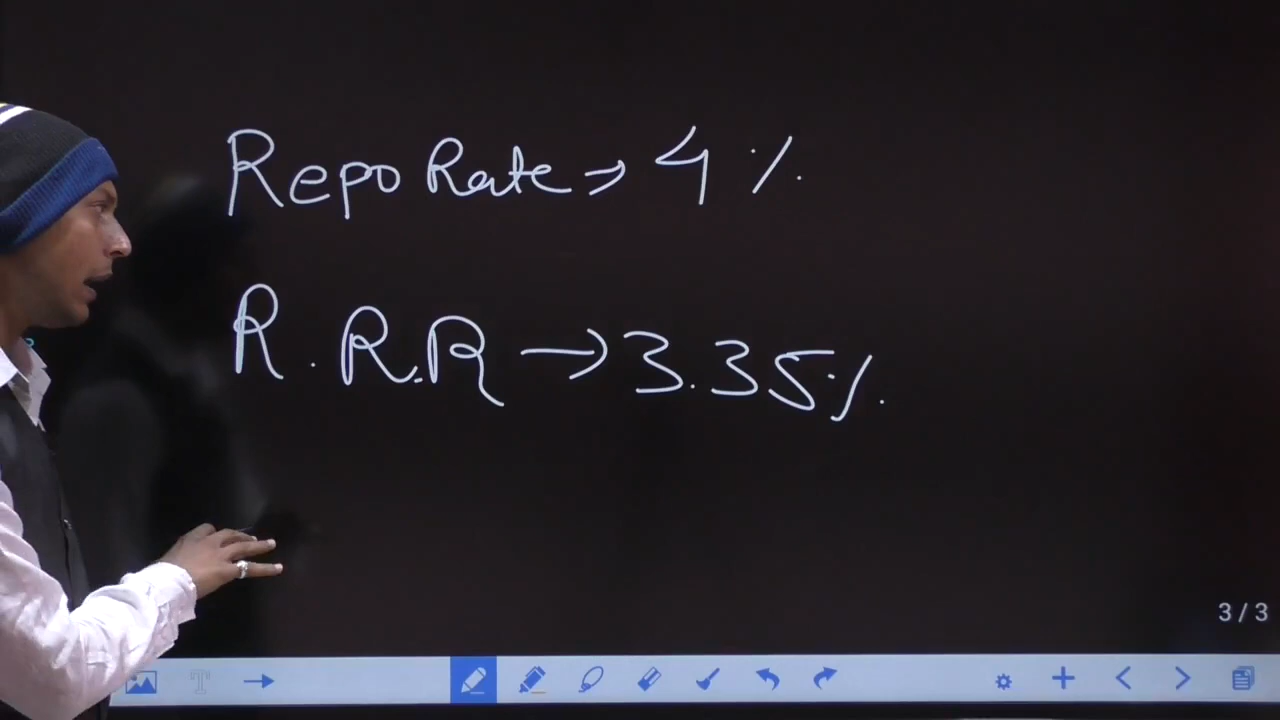 Repo Rate → 4 %.
R.R.R → 3.35%.
3 / 3
T